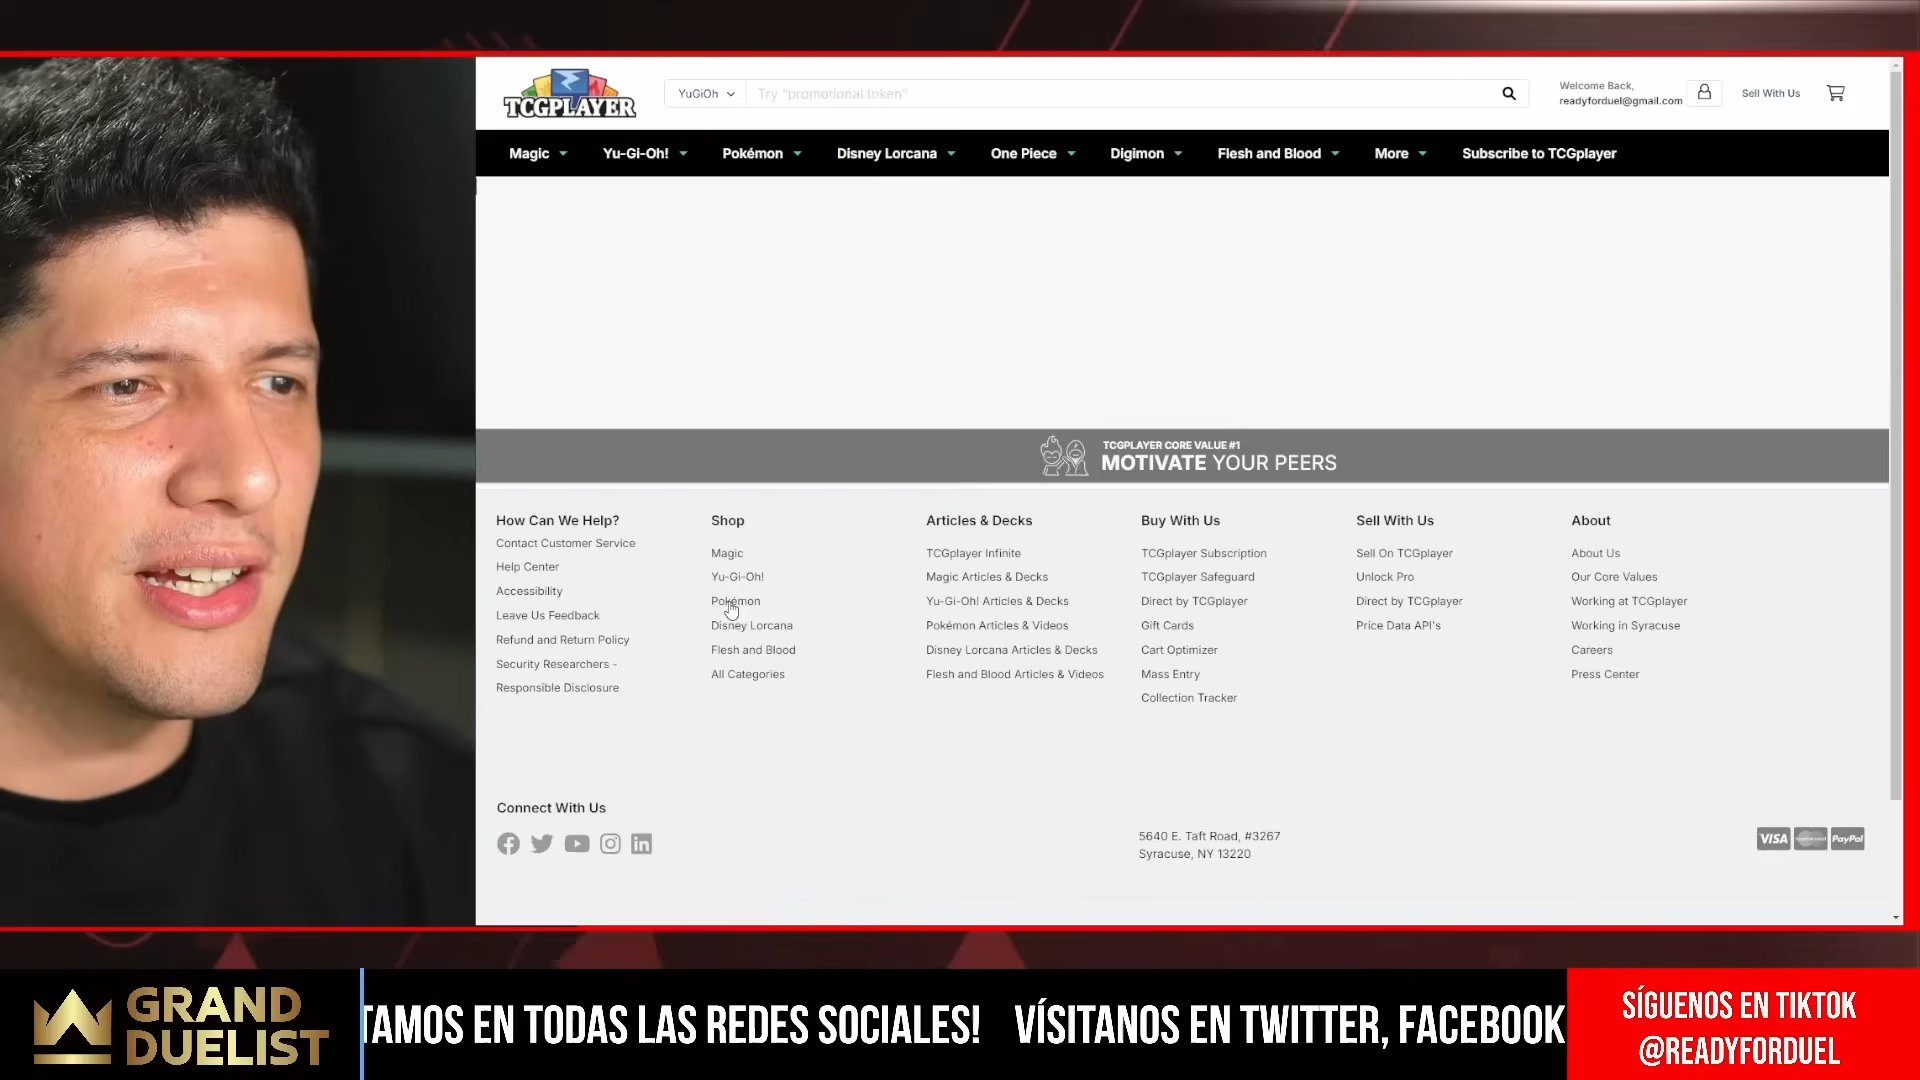 TCGPLAYER
YuGiOh
Try "promotional token"
Welcome Back,
readyforduel@gmail.com
Sell With Us
Magic
Yu-Gi-Oh!
Pokémon
Disney Lorcana
One Piece
Digimon
Flesh and Blood
More
Subscribe to TCGplayer
TCGPLAYER CORE VALUE #1
MOTIVATE YOUR PEERS
How Can We Help?
Contact Customer Service
Help Center
Accessibility
Leave Us Feedback
Refund and Return Policy
Security Researchers -
Responsible Disclosure
Shop
Magic
Yu-Gi-Oh!
Pokémon
Disney Lorcana
Flesh and Blood
All Categories
Articles & Decks
TCGplayer Infinite
Magic Articles & Decks
Yu-Gi-Oh! Articles & Decks
Pokémon Articles & Videos
Disney Lorcana Articles & Decks
Flesh and Blood Articles & Videos
Buy With Us
TCGplayer Subscription
TCGplayer Safeguard
Direct by TCGplayer
Gift Cards
Cart Optimizer
Mass Entry
Collection Tracker
Sell With Us
Sell On TCGplayer
Unlock Pro
Direct by TCGplayer
Price Data API's
About
About Us
Our Core Values
Working at TCGplayer
Working in Syracuse
Careers
Press Center
Connect With Us
5640 E. Taft Road, #3267
Syracuse, NY 13220
VISA
PayPal
GRAND
DUELIST
TAMOS EN TODAS LAS REDES SOCIALES! VÍSITANOS EN TWITTER, FACEBOOK
SÍGUENOS EN TIKTOK
@READYFORDUEL